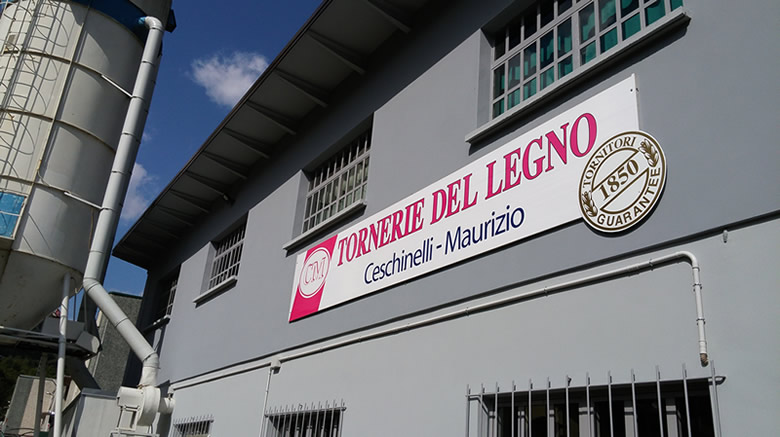 CM
TORNERIE DEL LEGNO
Ceschinelli - Maurizio
TORNITORI
1850
GUARANTEE